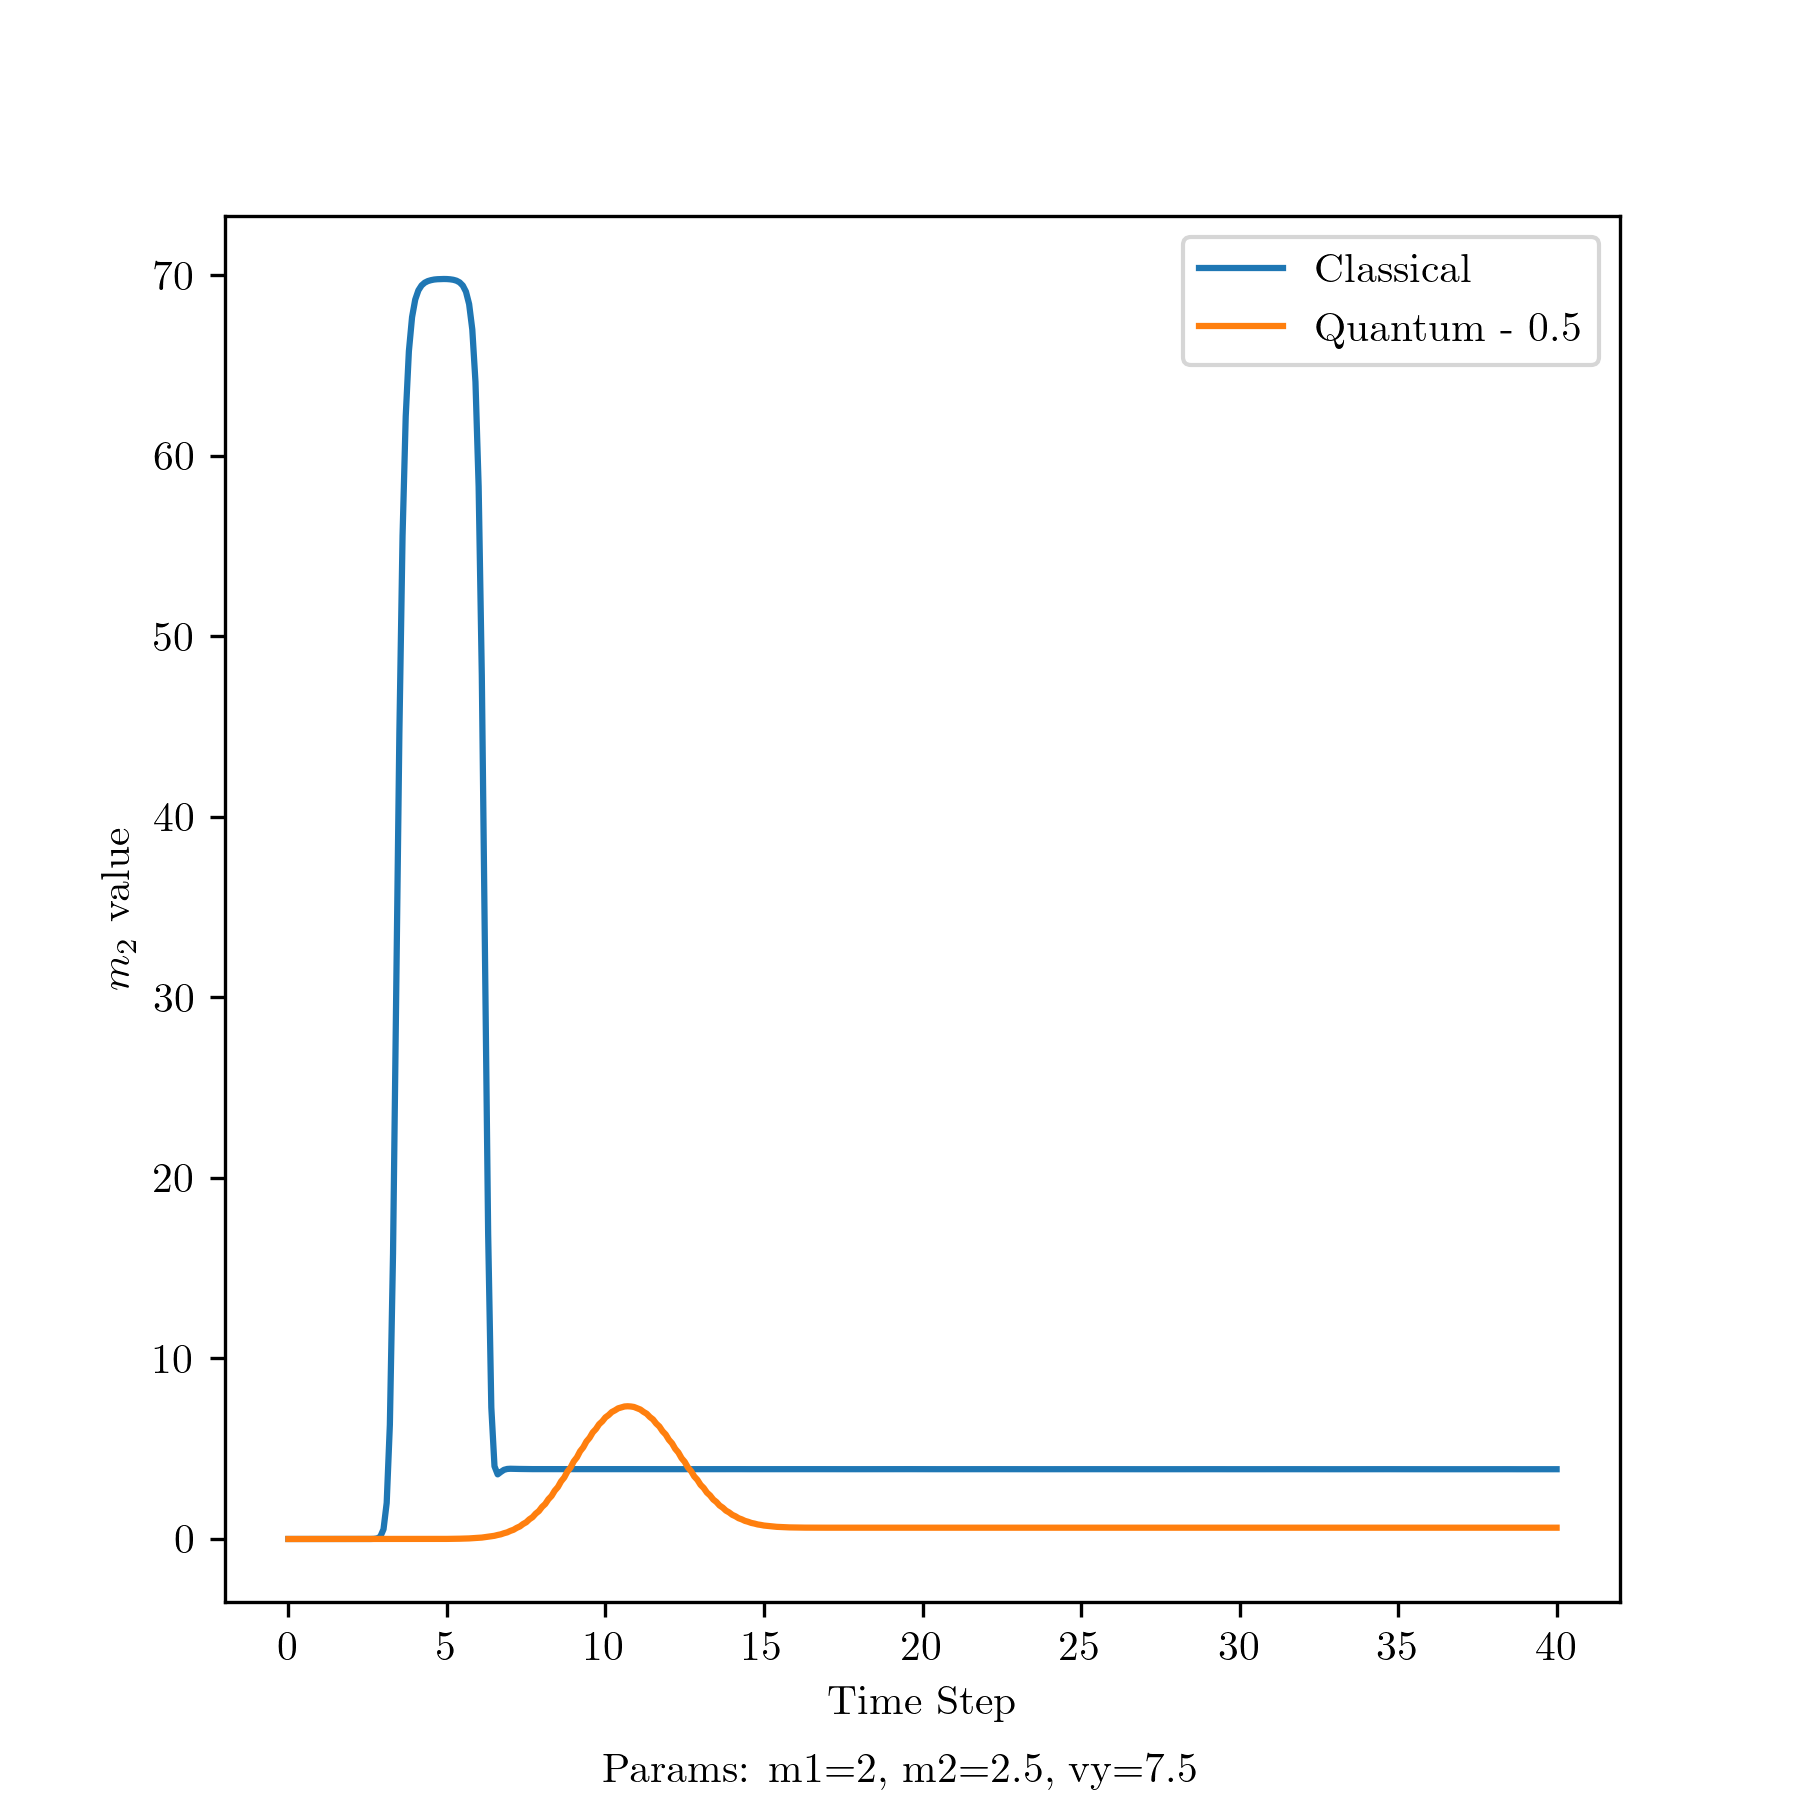 Classical
Quantum - 0.5
70
60
50
40
30
20
10
0
m₂ value
0 5 10 15 20 25 30 35 40
Time Step
Params: m1=2, m2=2.5, vy=7.5